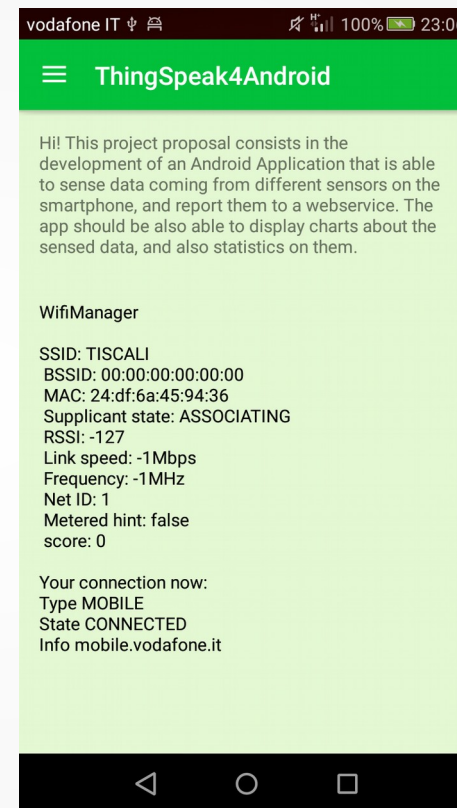 vodafone IT 100% 23:0
ThingSpeak4Android
Hi! This project proposal consists in the
development of an Android Application that is able
to sense data coming from different sensors on the
smartphone, and report them to a webservice. The
app should be also able to display charts about the
sensed data, and also statistics on them.
WifiManager
SSID: TISCALI
BSSID: 00:00:00:00:00:00
MAC: 24:df:6a:45:94:36
Supplicant state: ASSOCIATING
RSSI: -127
Link speed: -1Mbps
Frequency: -1MHz
Net ID: 1
Metered hint: false
score: 0
Your connection now:
Type MOBILE
State CONNECTED
Info mobile.vodafone.it